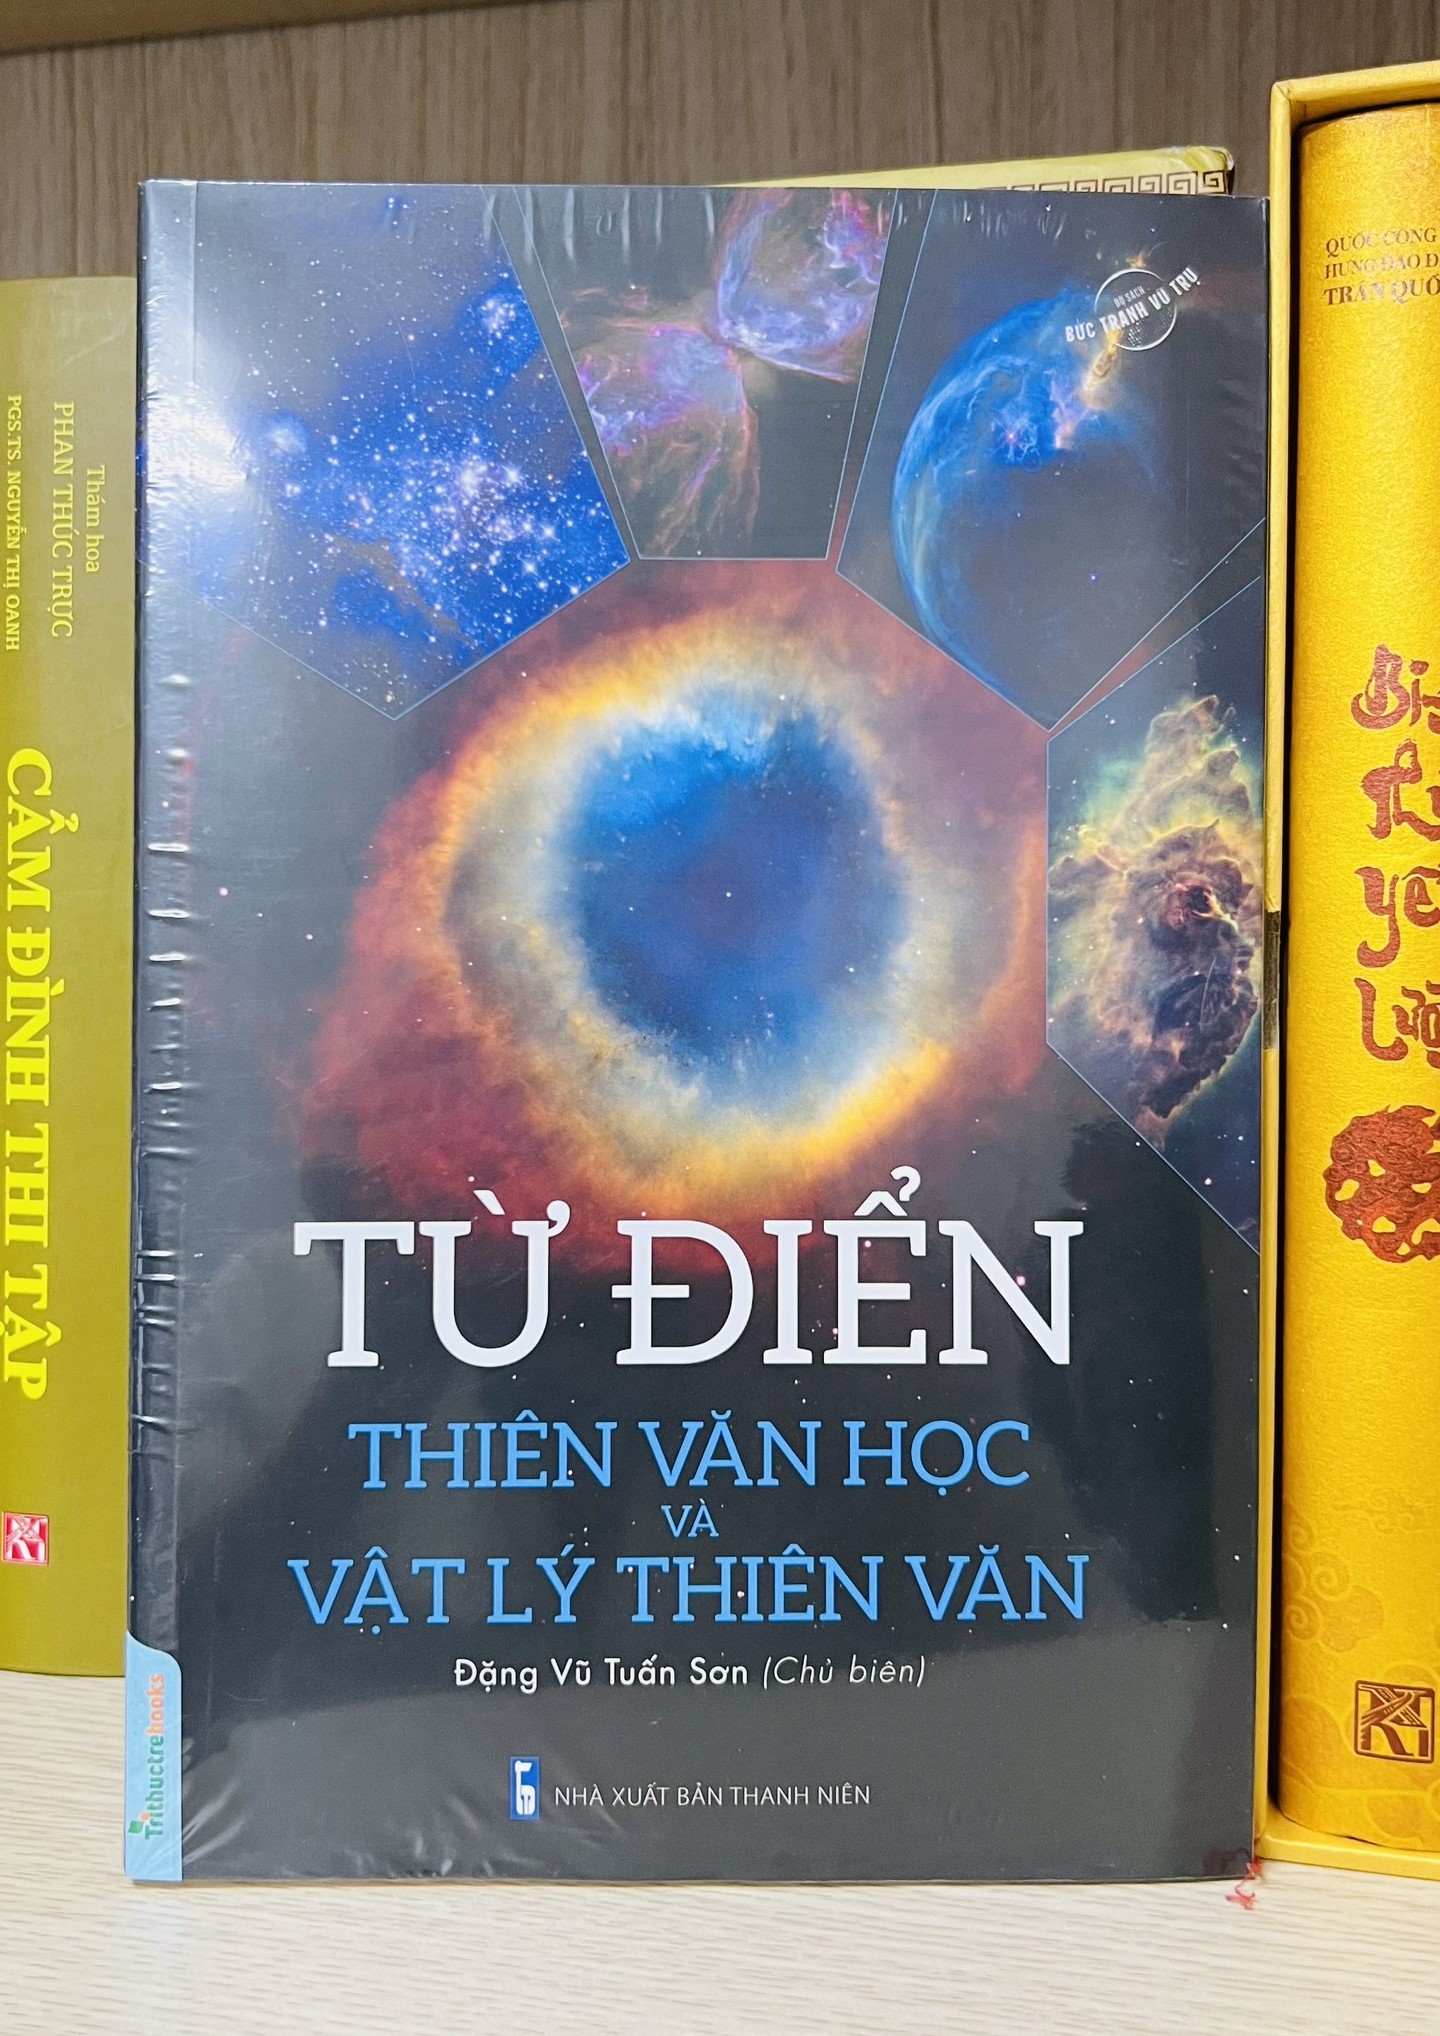 Thám hoa
PHAN THÚC TRỰC
PGS.TS. NGUYỄN THỊ OANH
CẨM ĐÌNH THI TẬP
BỘ SÁCH
BỨC TRANH VŨ TRỤ
TỪ ĐIỂN
THIÊN VĂN HỌC
VÀ
VẬT LÝ THIÊN VĂN
Đặng Vũ Tuấn Sơn (Chủ biên)
NHÀ XUẤT BẢN THANH NIÊN
Trithuctrebooks
QUỐC CÔNG
HƯNG ĐẠO Đ
TRẦN QUỐ